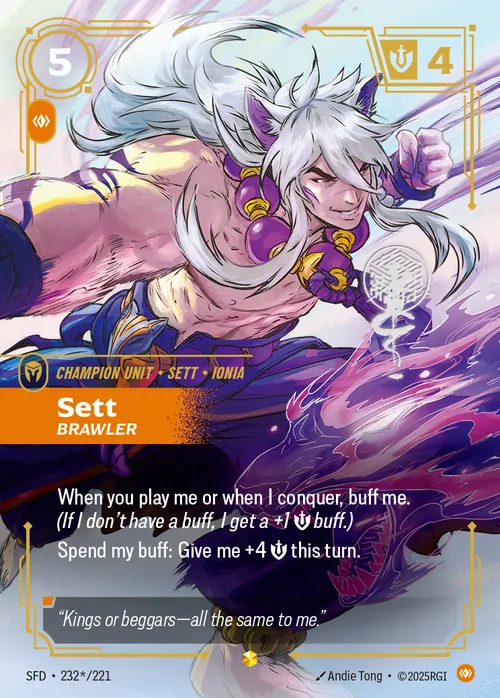 5
4
CHAMPION UNIT • SETT • IONIA
Sett
BRAWLER
When you play me or when I conquer, buff me.
(If I don't have a buff, I get a +1 buff.)
Spend my buff: Give me +4 this turn.
“Kings or beggars—all the same to me.”
SFD • 232*/221
Andie Tong • ©2025RGI